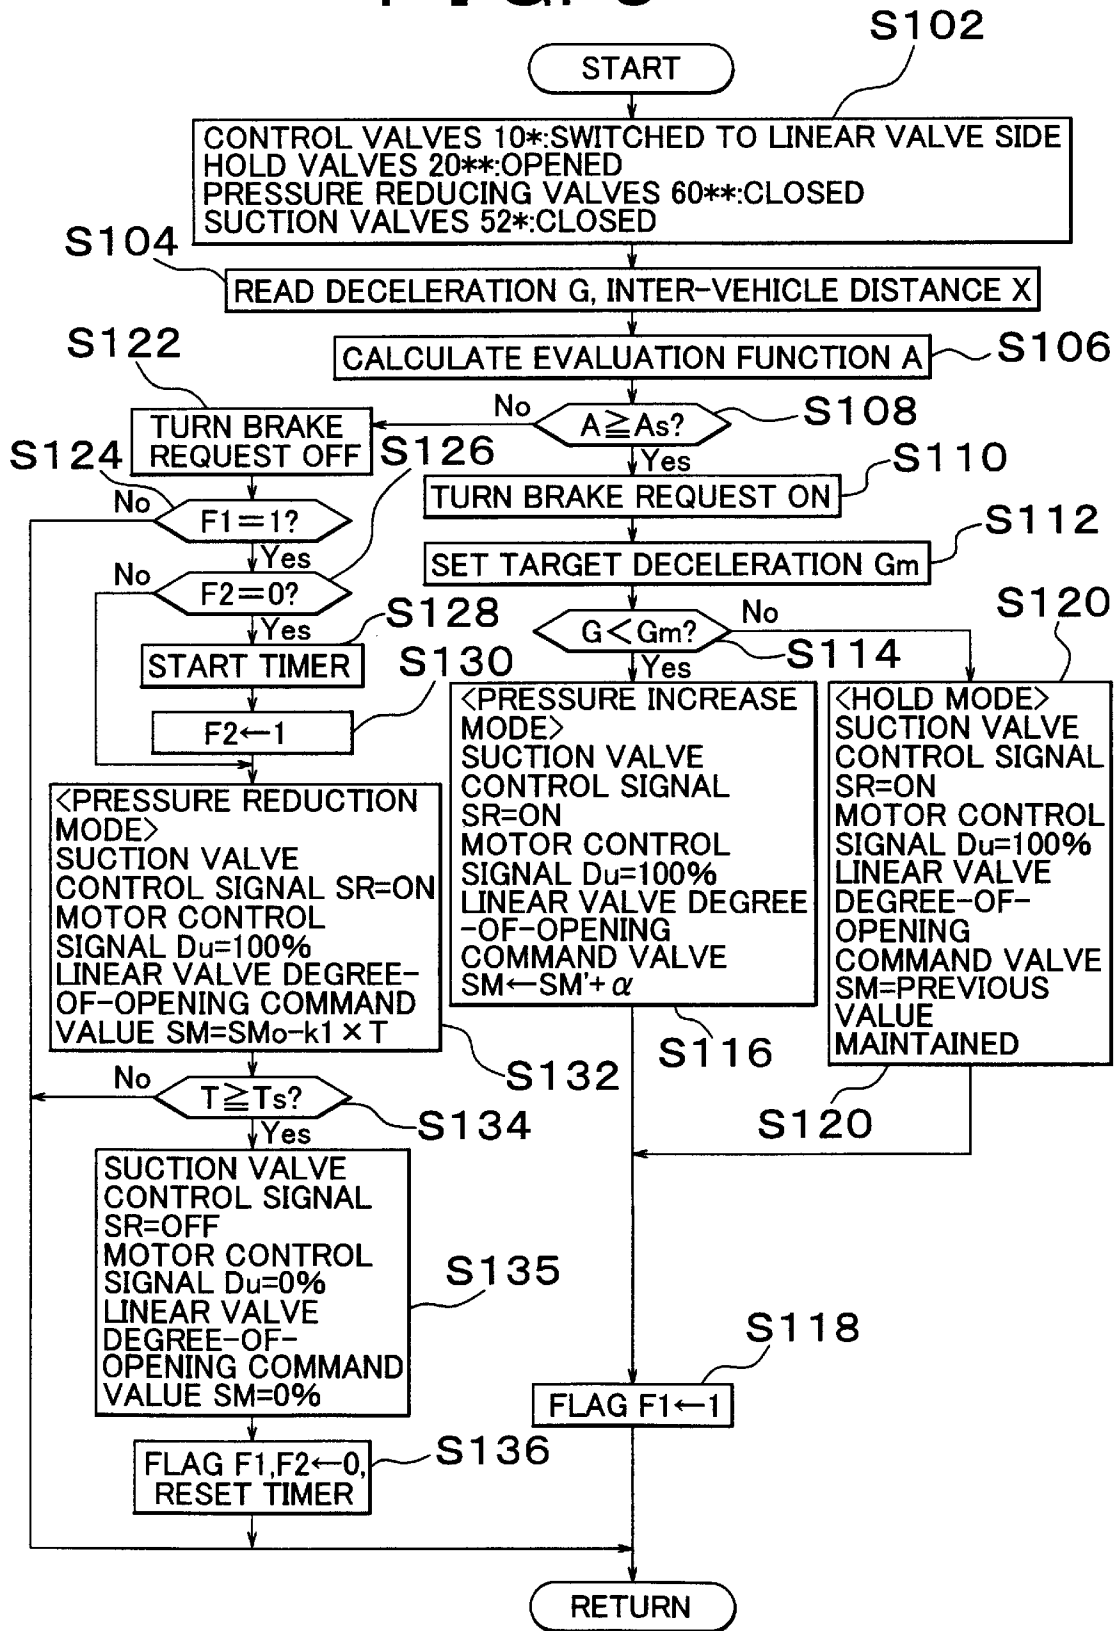 S102
START
CONTROL VALVES 10*:SWITCHED TO LINEAR VALVE SIDE
HOLD VALVES 20**:OPENED
PRESSURE REDUCING VALVES 60**:CLOSED
SUCTION VALVES 52*:CLOSED
S104
READ DECELERATION G, INTER-VEHICLE DISTANCE X
CALCULATE EVALUATION FUNCTION A
S106
A≧As?
S108
No
Yes
S122
TURN BRAKE
REQUEST OFF
S124
F1=1?
No
Yes
S126
F2=0?
No
Yes
S128
START TIMER
S130
F2←1
<PRESSURE REDUCTION
MODE>
SUCTION VALVE
CONTROL SIGNAL SR=ON
MOTOR CONTROL
SIGNAL Du=100%
LINEAR VALVE DEGREE-
OF-OPENING COMMAND
VALUE SM=SMo-k1×T
S132
T≧Ts?
S134
No
Yes
SUCTION VALVE
CONTROL SIGNAL
SR=OFF
MOTOR CONTROL
SIGNAL Du=0%
LINEAR VALVE
DEGREE-OF-
OPENING COMMAND
VALUE SM=0%
S135
FLAG F1,F2←0,
RESET TIMER
S136
S110
TURN BRAKE REQUEST ON
S112
SET TARGET DECELERATION Gm
G<Gm?
S114
No
Yes
<PRESSURE INCREASE
MODE>
SUCTION VALVE
CONTROL SIGNAL
SR=ON
MOTOR CONTROL
SIGNAL Du=100%
LINEAR VALVE DEGREE
-OF-OPENING
COMMAND VALVE
SM←SM'+α
S116
S120
<HOLD MODE>
SUCTION VALVE
CONTROL SIGNAL
SR=ON
MOTOR CONTROL
SIGNAL Du=100%
LINEAR VALVE
DEGREE-OF-
OPENING
COMMAND VALVE
SM=PREVIOUS
VALUE
MAINTAINED
S120
S118
FLAG F1←1
RETURN